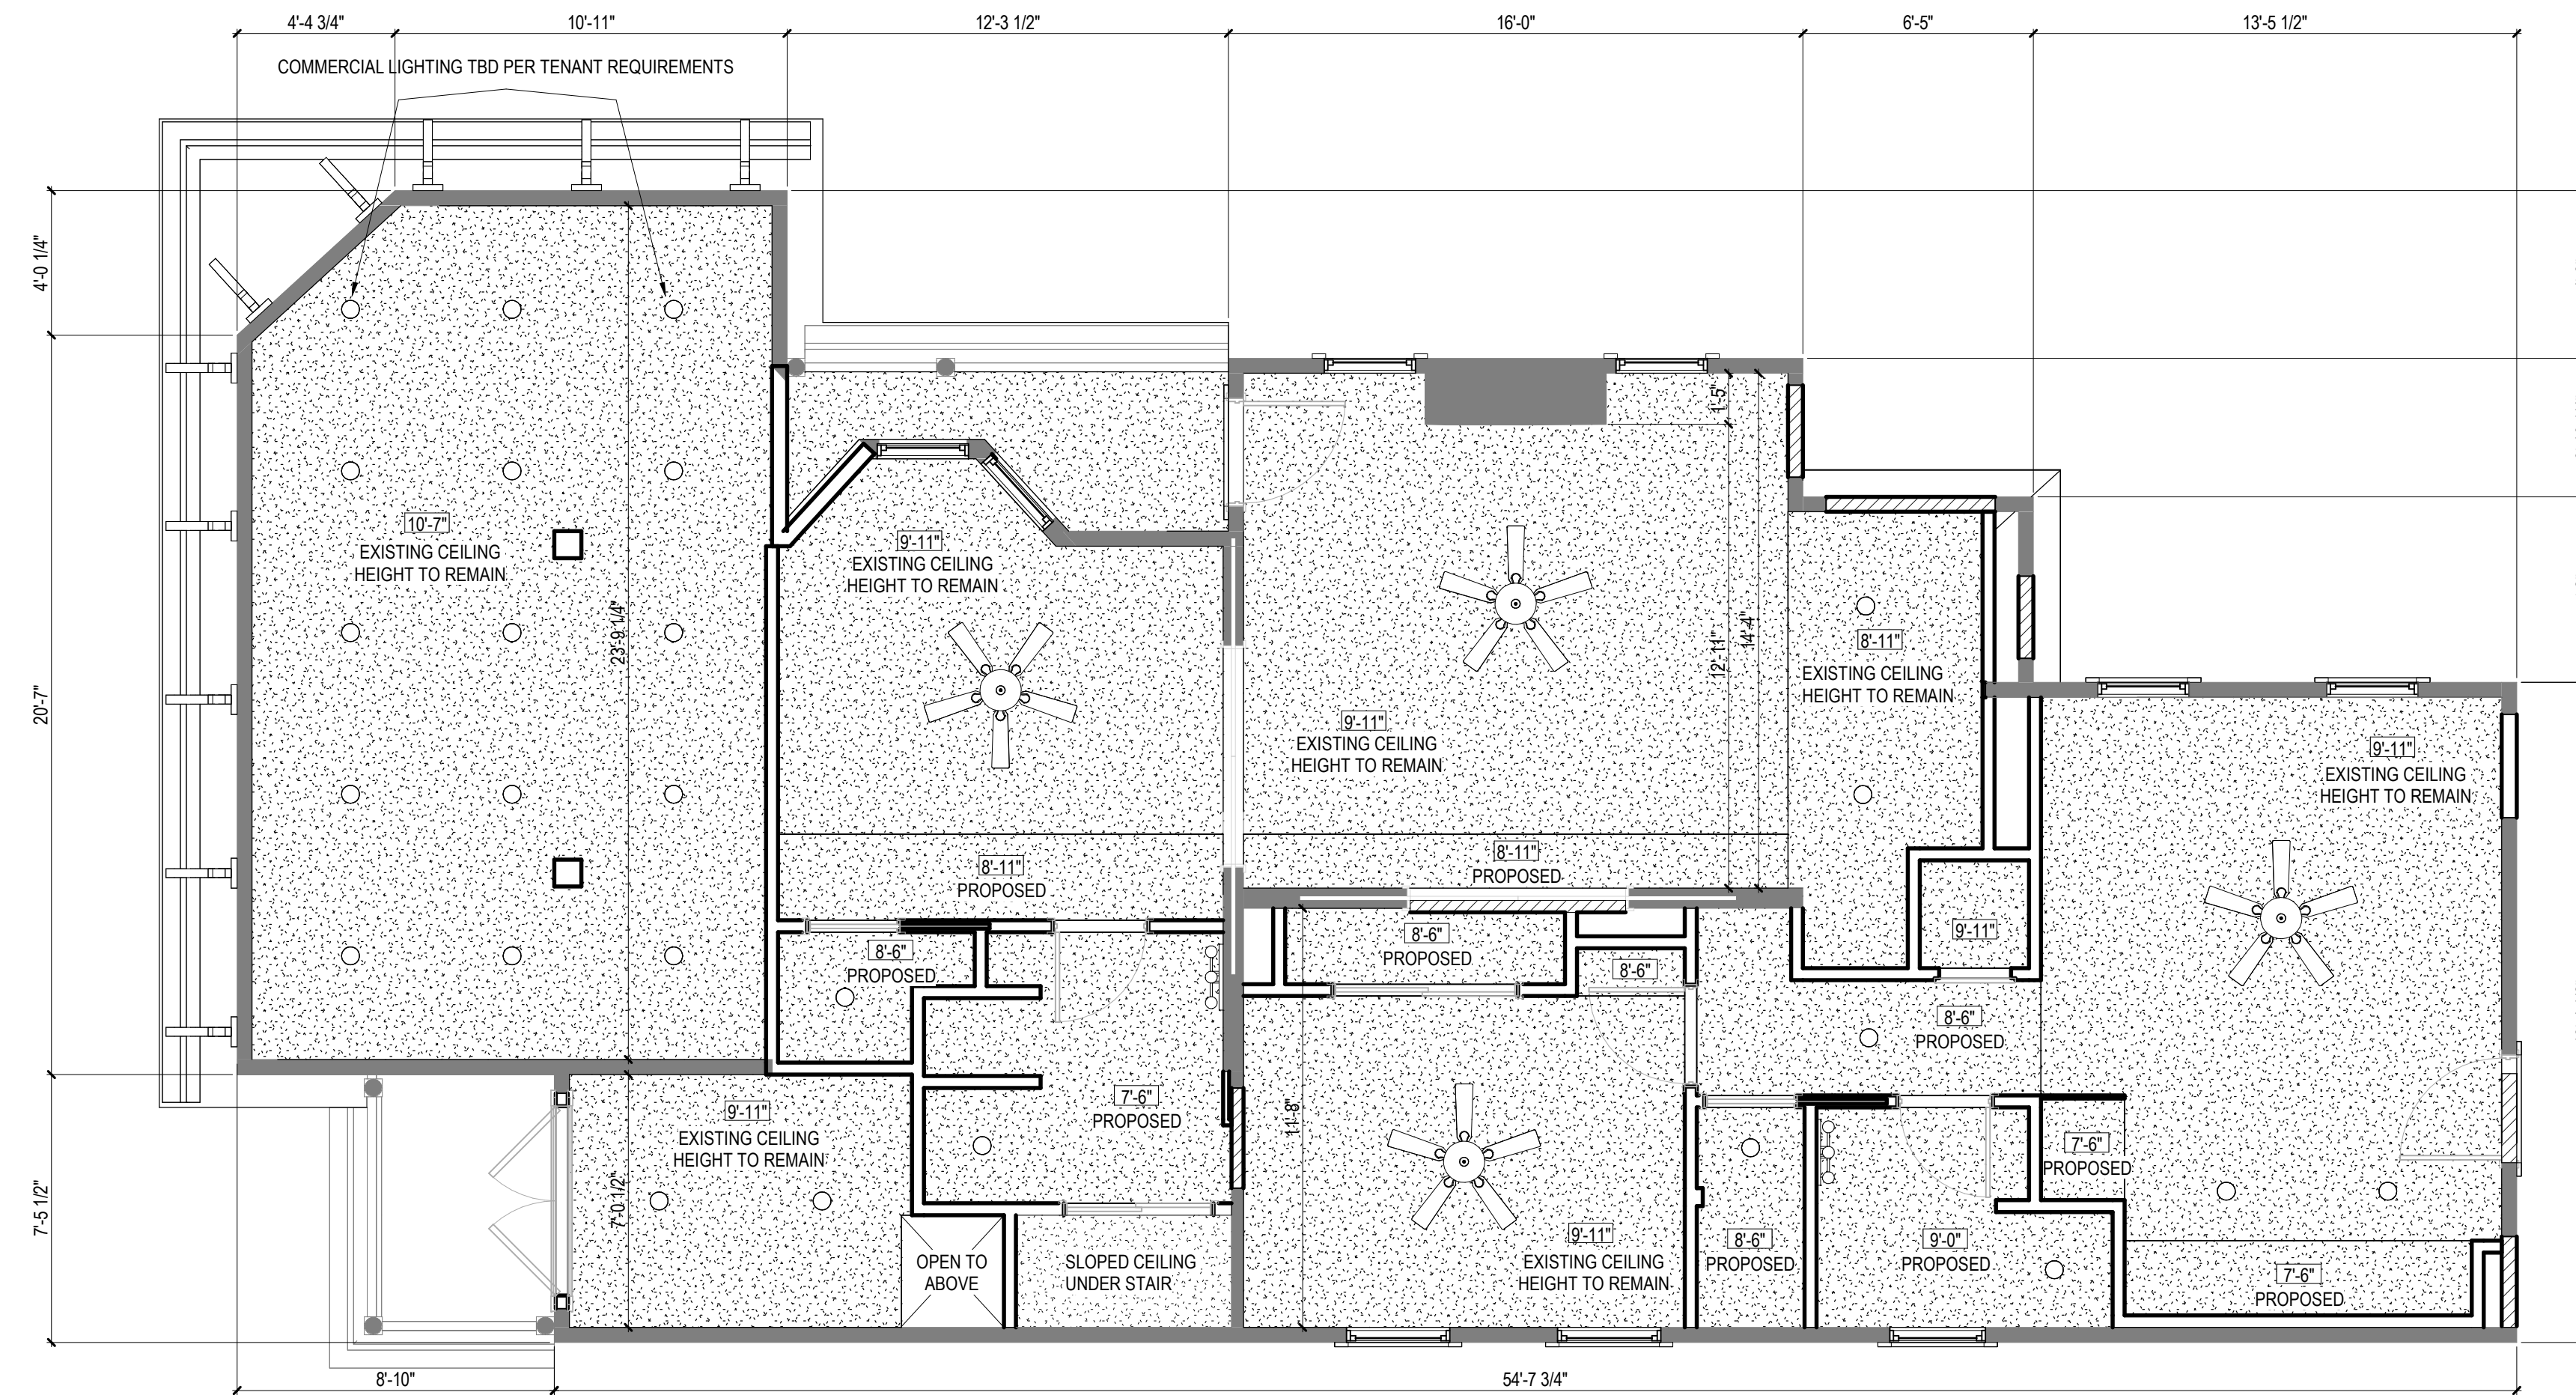 4'-4 3/4"
10'-11"
12'-3 1/2"
16'-0"
6'-5"
13'-5 1/2"
COMMERCIAL LIGHTING TBD PER TENANT REQUIREMENTS
4'-0 1/4"
20'-7"
7'-5 1/2"
10'-7"
EXISTING CEILING
HEIGHT TO REMAIN
23'-9 1/4"
9'-11"
EXISTING CEILING
HEIGHT TO REMAIN
8'-11"
PROPOSED
1'-5"
12'-11"
14'-4"
9'-11"
EXISTING CEILING
HEIGHT TO REMAIN
8'-11"
PROPOSED
8'-11"
EXISTING CEILING
HEIGHT TO REMAIN
9'-11"
EXISTING CEILING
HEIGHT TO REMAIN
8'-6"
PROPOSED
8'-6"
PROPOSED
8'-6"
9'-11"
8'-6"
PROPOSED
9'-11"
EXISTING CEILING
HEIGHT TO REMAIN
7'-0 1/2"
7'-6"
PROPOSED
11'-8"
7'-6"
PROPOSED
OPEN TO
ABOVE
SLOPED CEILING
UNDER STAIR
9'-11"
EXISTING CEILING
HEIGHT TO REMAIN
8'-6"
PROPOSED
9'-0"
PROPOSED
7'-6"
PROPOSED
8'-10"
54'-7 3/4"